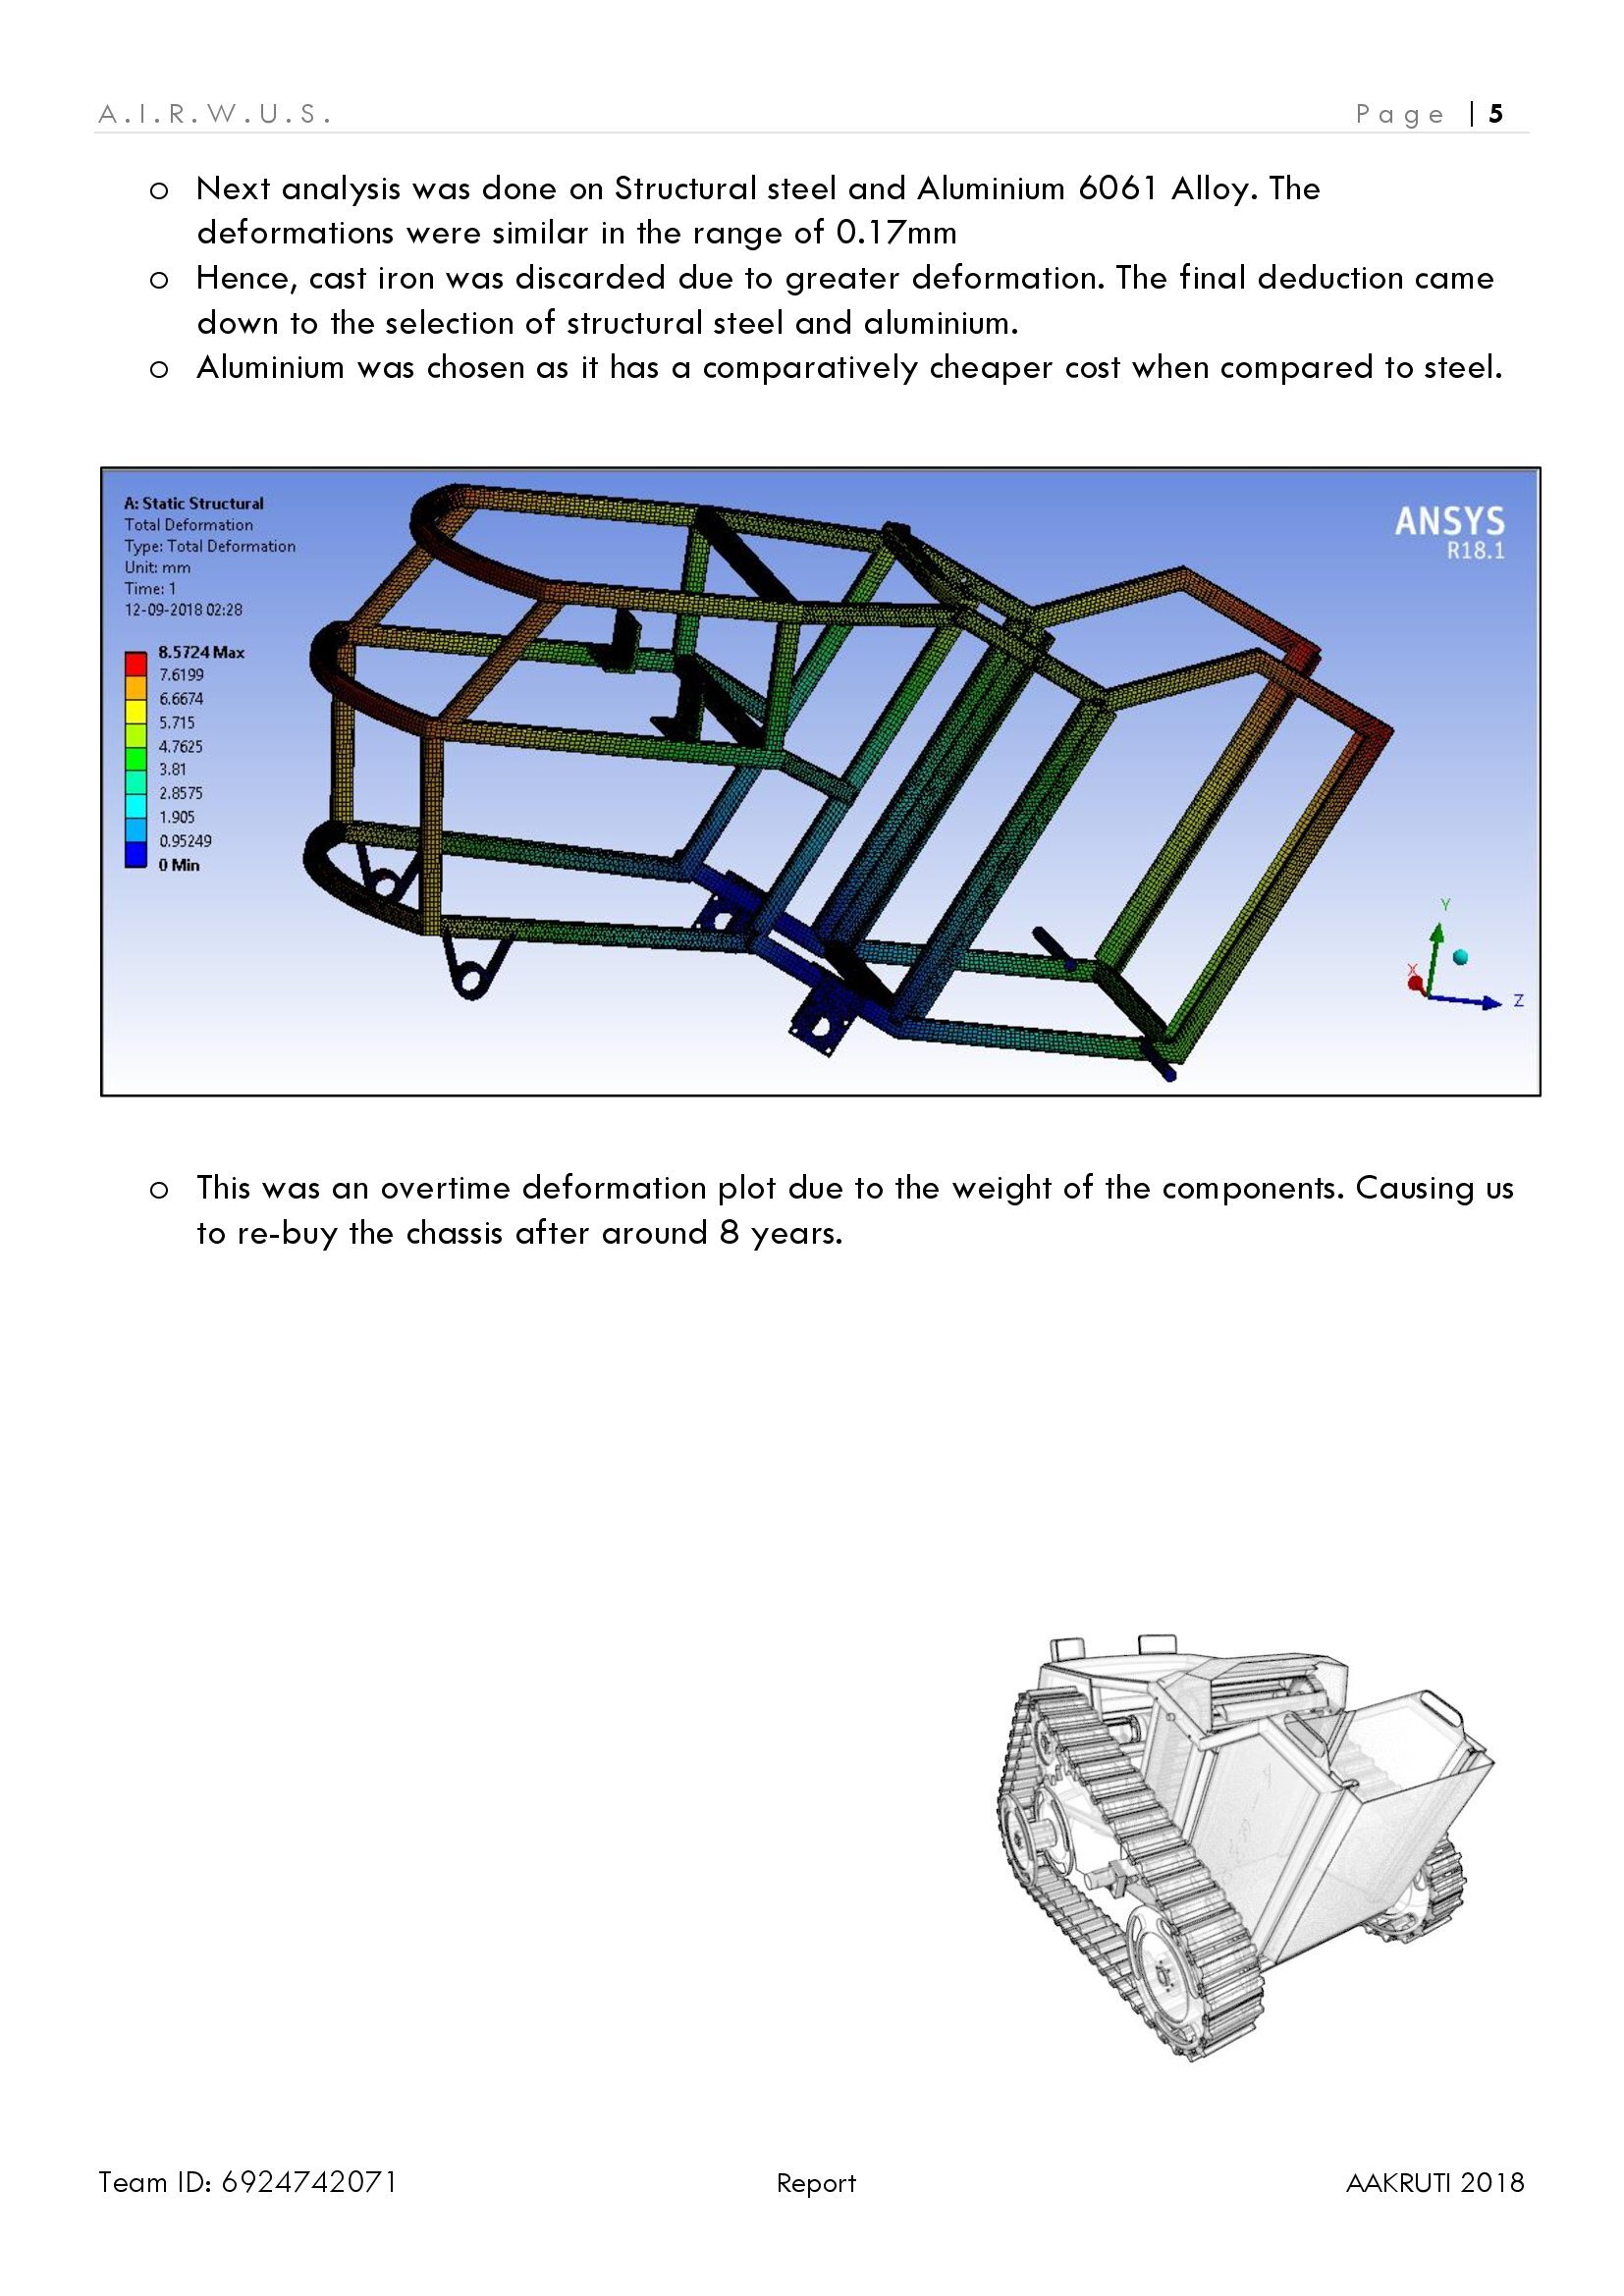 A.I.R.W.U.S.
Page | 5
o Next analysis was done on Structural steel and Aluminium 6061 Alloy. The
deformations were similar in the range of 0.17mm
o Hence, cast iron was discarded due to greater deformation. The final deduction came
down to the selection of structural steel and aluminium.
o Aluminium was chosen as it has a comparatively cheaper cost when compared to steel.
A: Static Structural
Total Deformation
Type: Total Deformation
Unit: mm
Time: 1
12-09-2018 02:28
8.5724 Max
7.6199
6.6674
5.715
4.7625
3.81
2.8575
1.905
0.95249
0 Min
ANSYS
R18.1
Y
X
Z
o This was an overtime deformation plot due to the weight of the components. Causing us
to re-buy the chassis after around 8 years.
Team ID: 6924742071
Report
AAKRUTI 2018